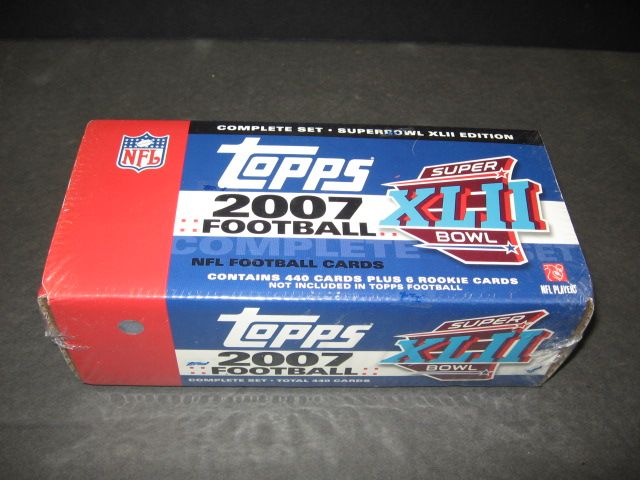 COMPLETE SET · SUPERBOWL XLII EDITION
NFL
TOPPS
2007
FOOTBALL
COMPLETE SET
NFL FOOTBALL CARDS
SUPER
XLII
BOWL
CONTAINS 440 CARDS PLUS 6 ROOKIE CARDS
NOT INCLUDED IN TOPPS FOOTBALL
NFL PLAYERS
TOPPS
2007
FOOTBALL
COMPLETE SET · TOTAL 440 CARDS
SUPER
XLII
BOWL